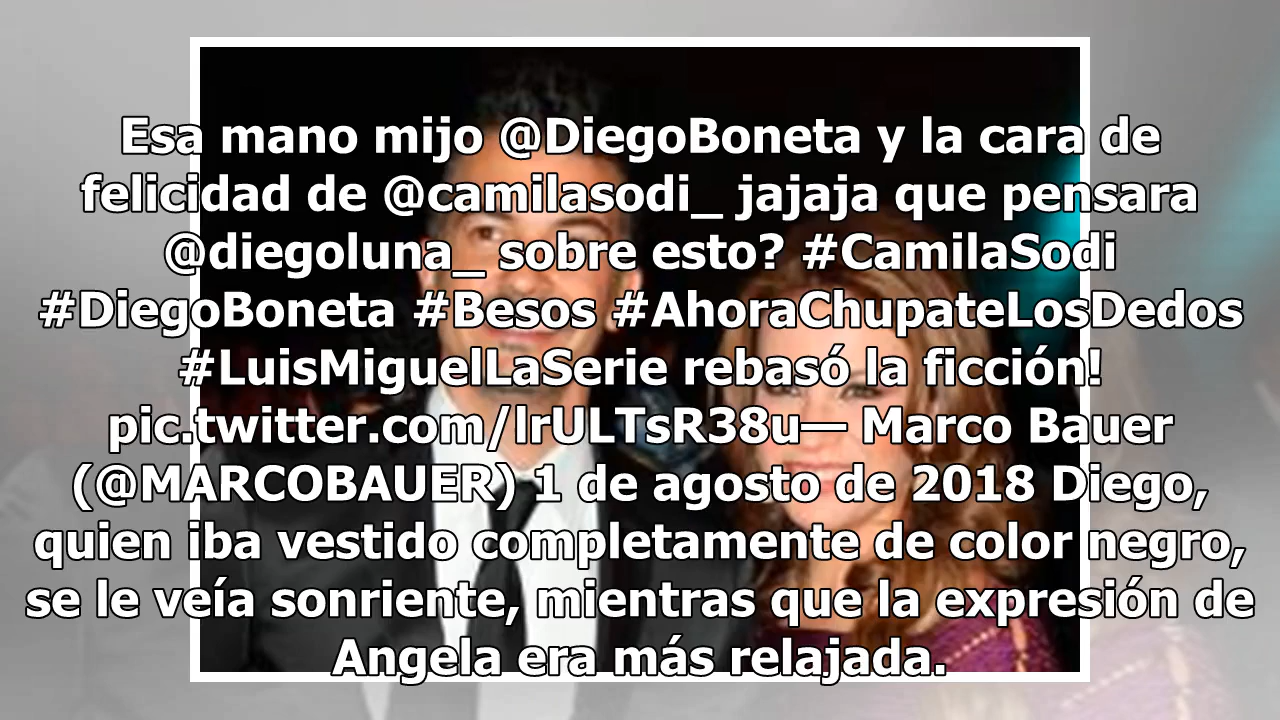 Esa mano mijo @DiegoBoneta y la cara de
felicidad de @camilasodi_ jajaja que pensara
@diegoluna_ sobre esto? #CamilaSodi
#DiegoBoneta #Besos #AhoraChupateLosDedos
#LuisMiguelLaSerie rebasó la ficción!
pic.twitter.com/lrULTsR38u— Marco Bauer
(@MARCOBAUER) 1 de agosto de 2018 Diego,
quien iba vestido completamente de color negro,
se le veía sonriente, mientras que la expresión de
Angela era más relajada.